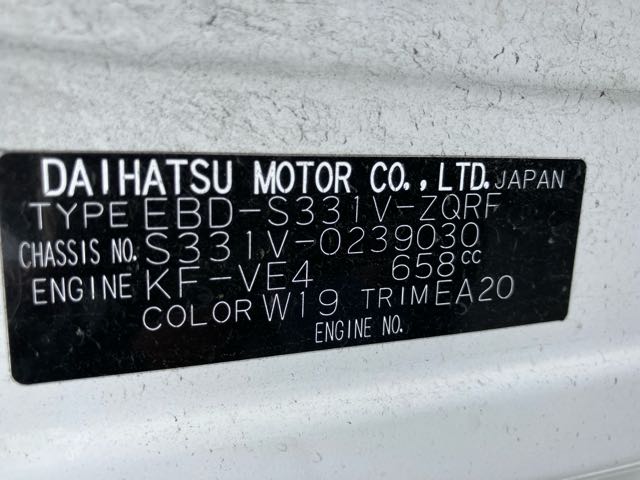 DAIHATSU MOTOR CO.,LTD. JAPAN
TYPE EBD-S331V-ZQRF
CHASSIS NO. S331V-0239030
ENGINE KF-VE4 658cc
COLOR W19 TRIM EA20
ENGINE NO.